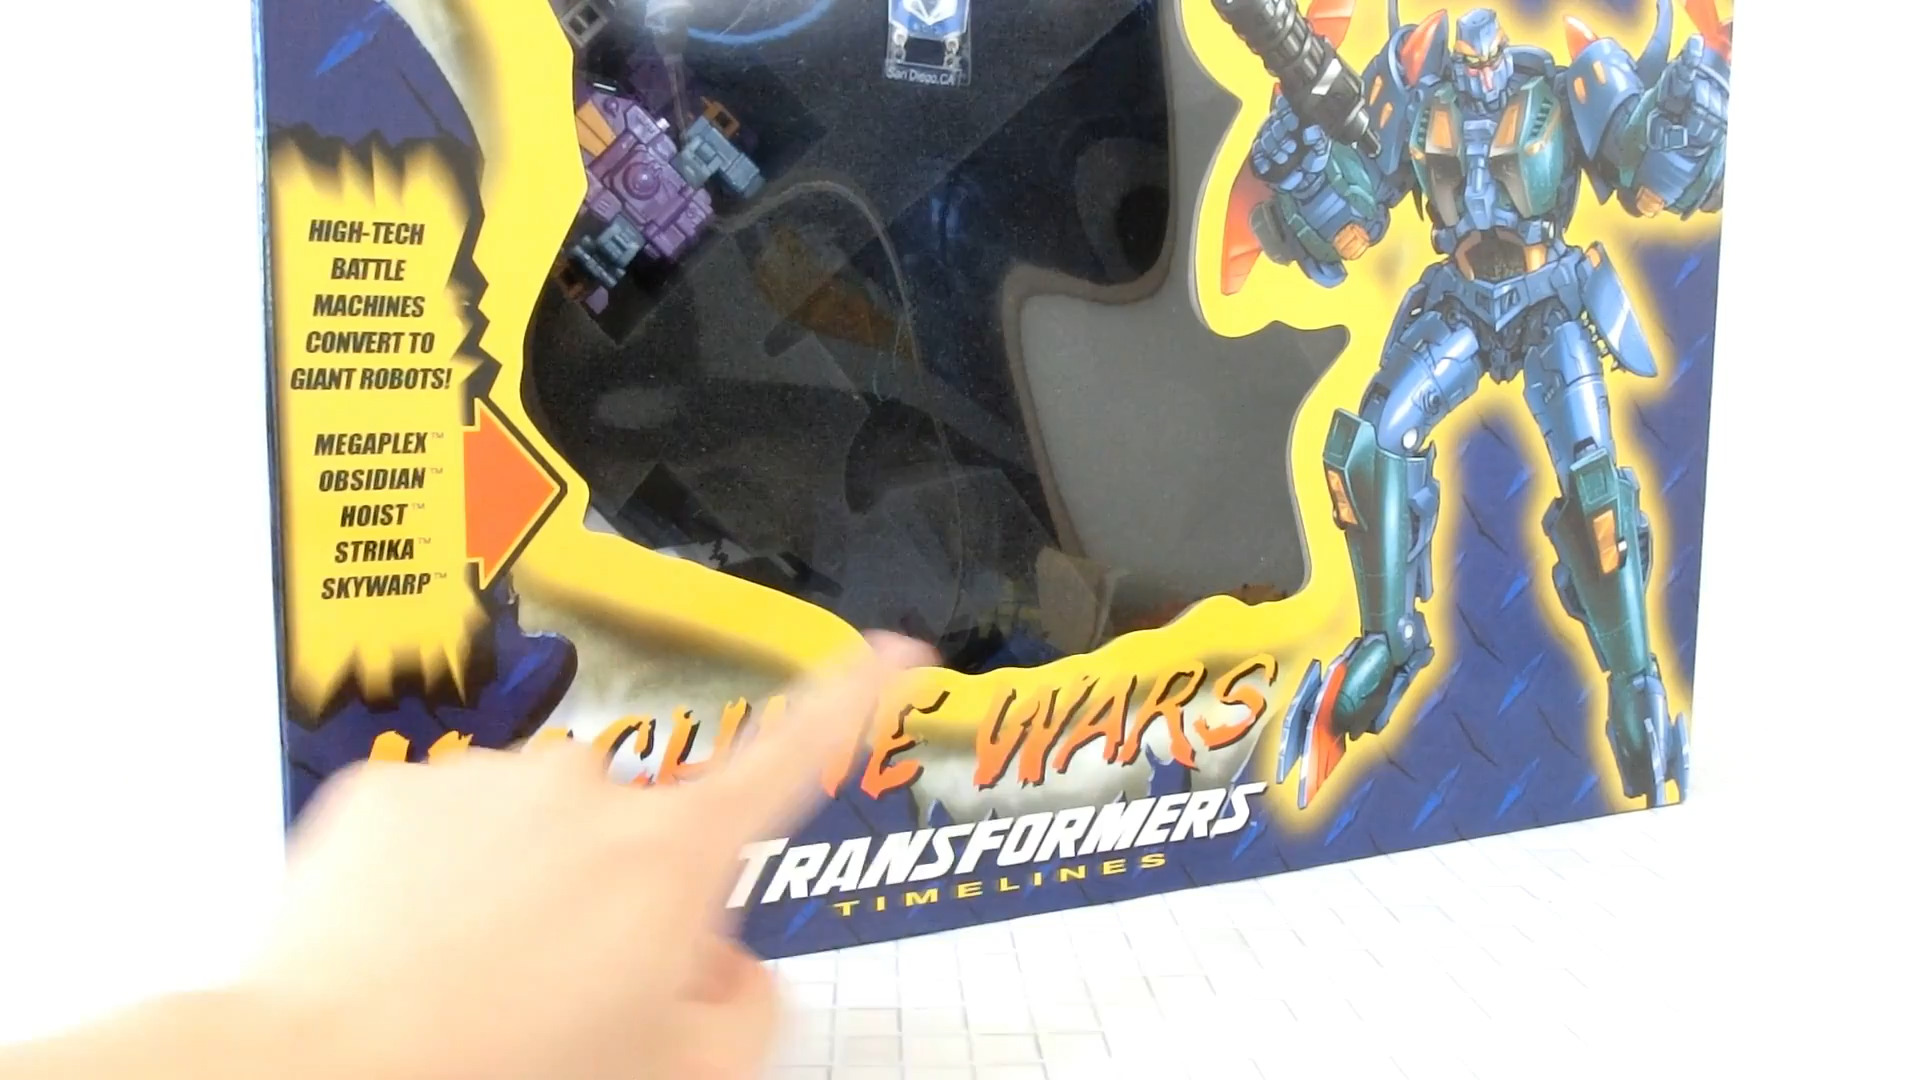 San Diego, CA
HIGH-TECH
BATTLE
MACHINES
CONVERT TO
GIANT ROBOTS!
MEGAPLEX™
OBSIDIAN™
HOIST™
STRIKA™
SKYWARP™
MACHINE WARS
TRANSFORMERS
TIMELINES